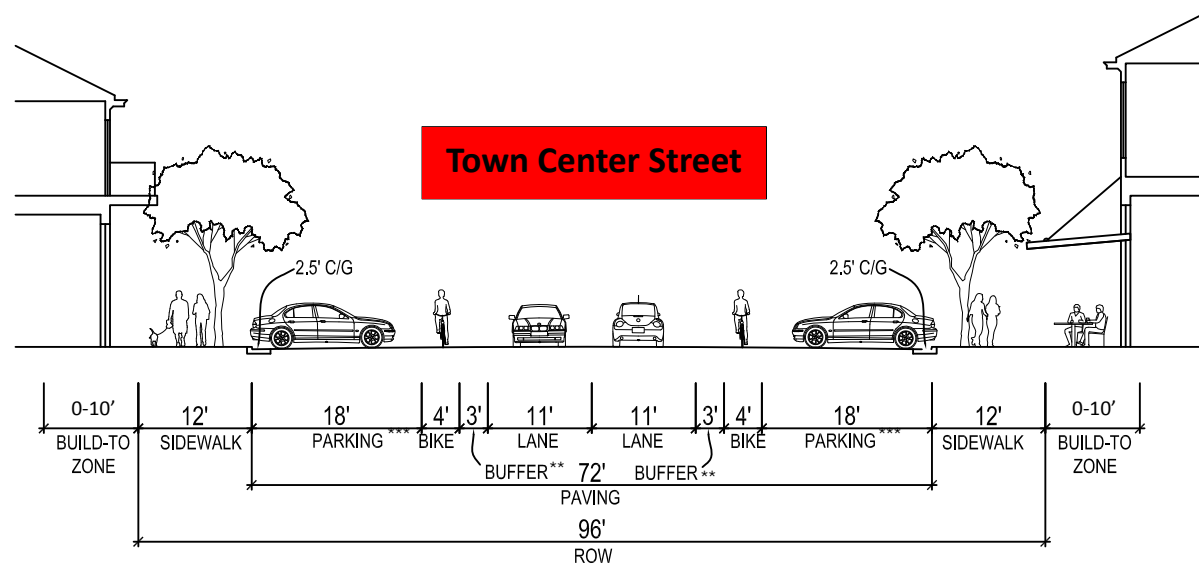 Town Center Street
2.5' C/G
2.5' C/G
0-10'
12'
18'
4'
3'
11'
11'
3'
4'
18'
12'
0-10'
BUILD-TO
ZONE
SIDEWALK
PARKING***
BIKE
LANE
LANE
BIKE
PARKING***
SIDEWALK
BUILD-TO
ZONE
BUFFER**
72'
BUFFER**
PAVING
96'
ROW